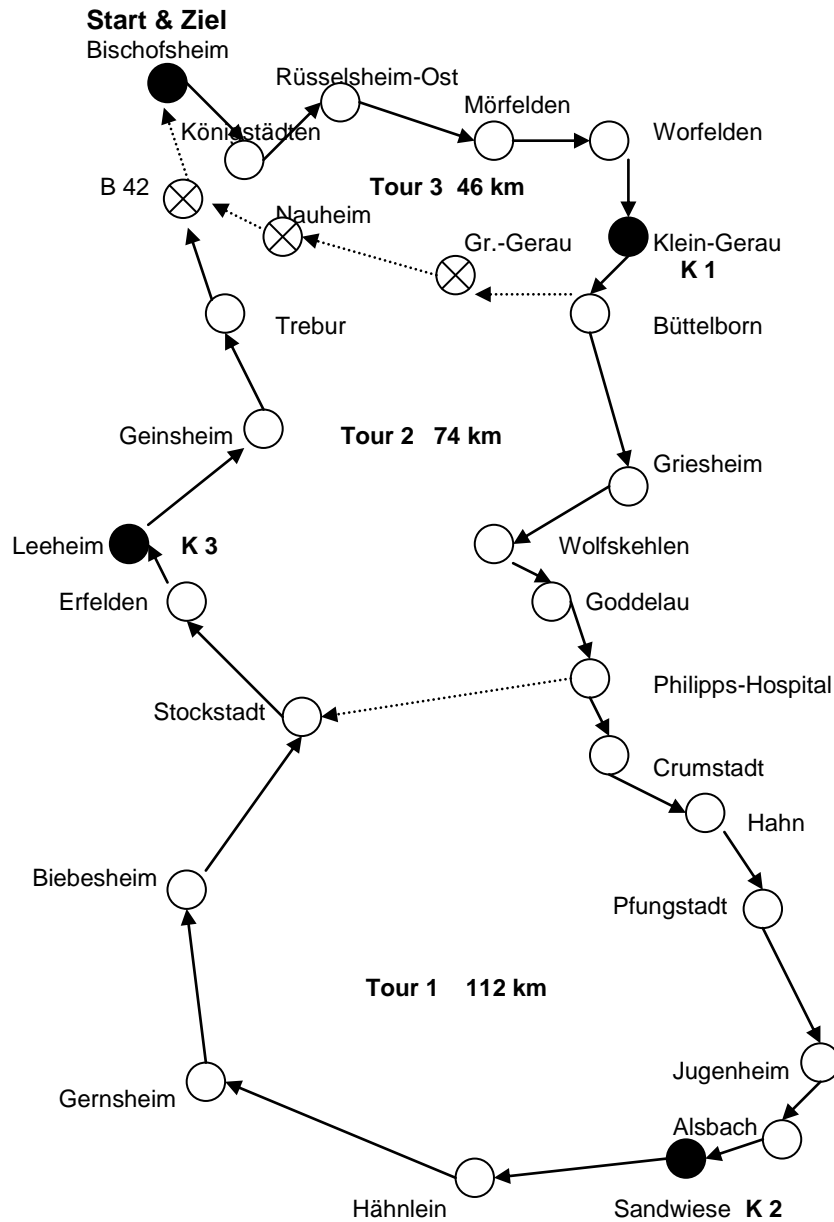 Start & Ziel
Bischofsheim
Rüsselsheim-Ost
Mörfelden
Königstädten
Worfelden
B 42
Tour 3 46 km
Nauheim
Gr.-Gerau
Klein-Gerau
K 1
Trebur
Büttelborn
Geinsheim
Tour 2 74 km
Griesheim
Leeheim
K 3
Wolfskehlen
Erfelden
Goddelau
Philipps-Hospital
Stockstadt
Crumstadt
Hahn
Biebesheim
Pfungstadt
Tour 1 112 km
Jugenheim
Gernsheim
Alsbach
Hähnlein
Sandwiese K 2